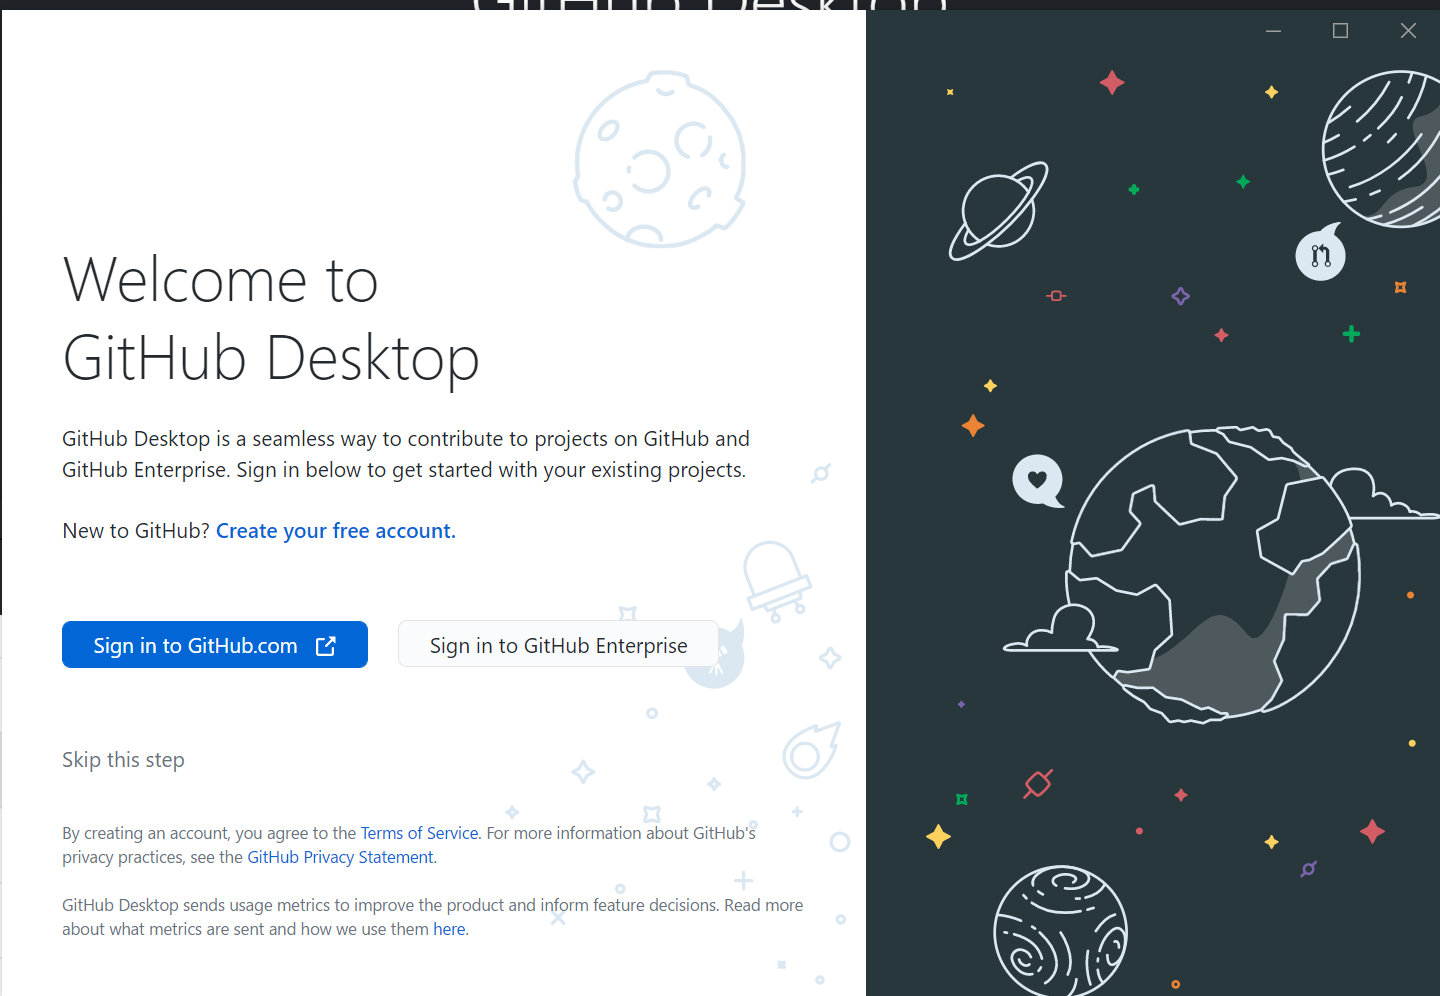 GitHub Desktop
Welcome to
GitHub Desktop
GitHub Desktop is a seamless way to contribute to projects on GitHub and
GitHub Enterprise. Sign in below to get started with your existing projects.
New to GitHub? Create your free account.
Sign in to GitHub.com
Sign in to GitHub Enterprise
Skip this step
By creating an account, you agree to the Terms of Service. For more information about GitHub's
privacy practices, see the GitHub Privacy Statement.
GitHub Desktop sends usage metrics to improve the product and inform feature decisions. Read more
about what metrics are sent and how we use them here.